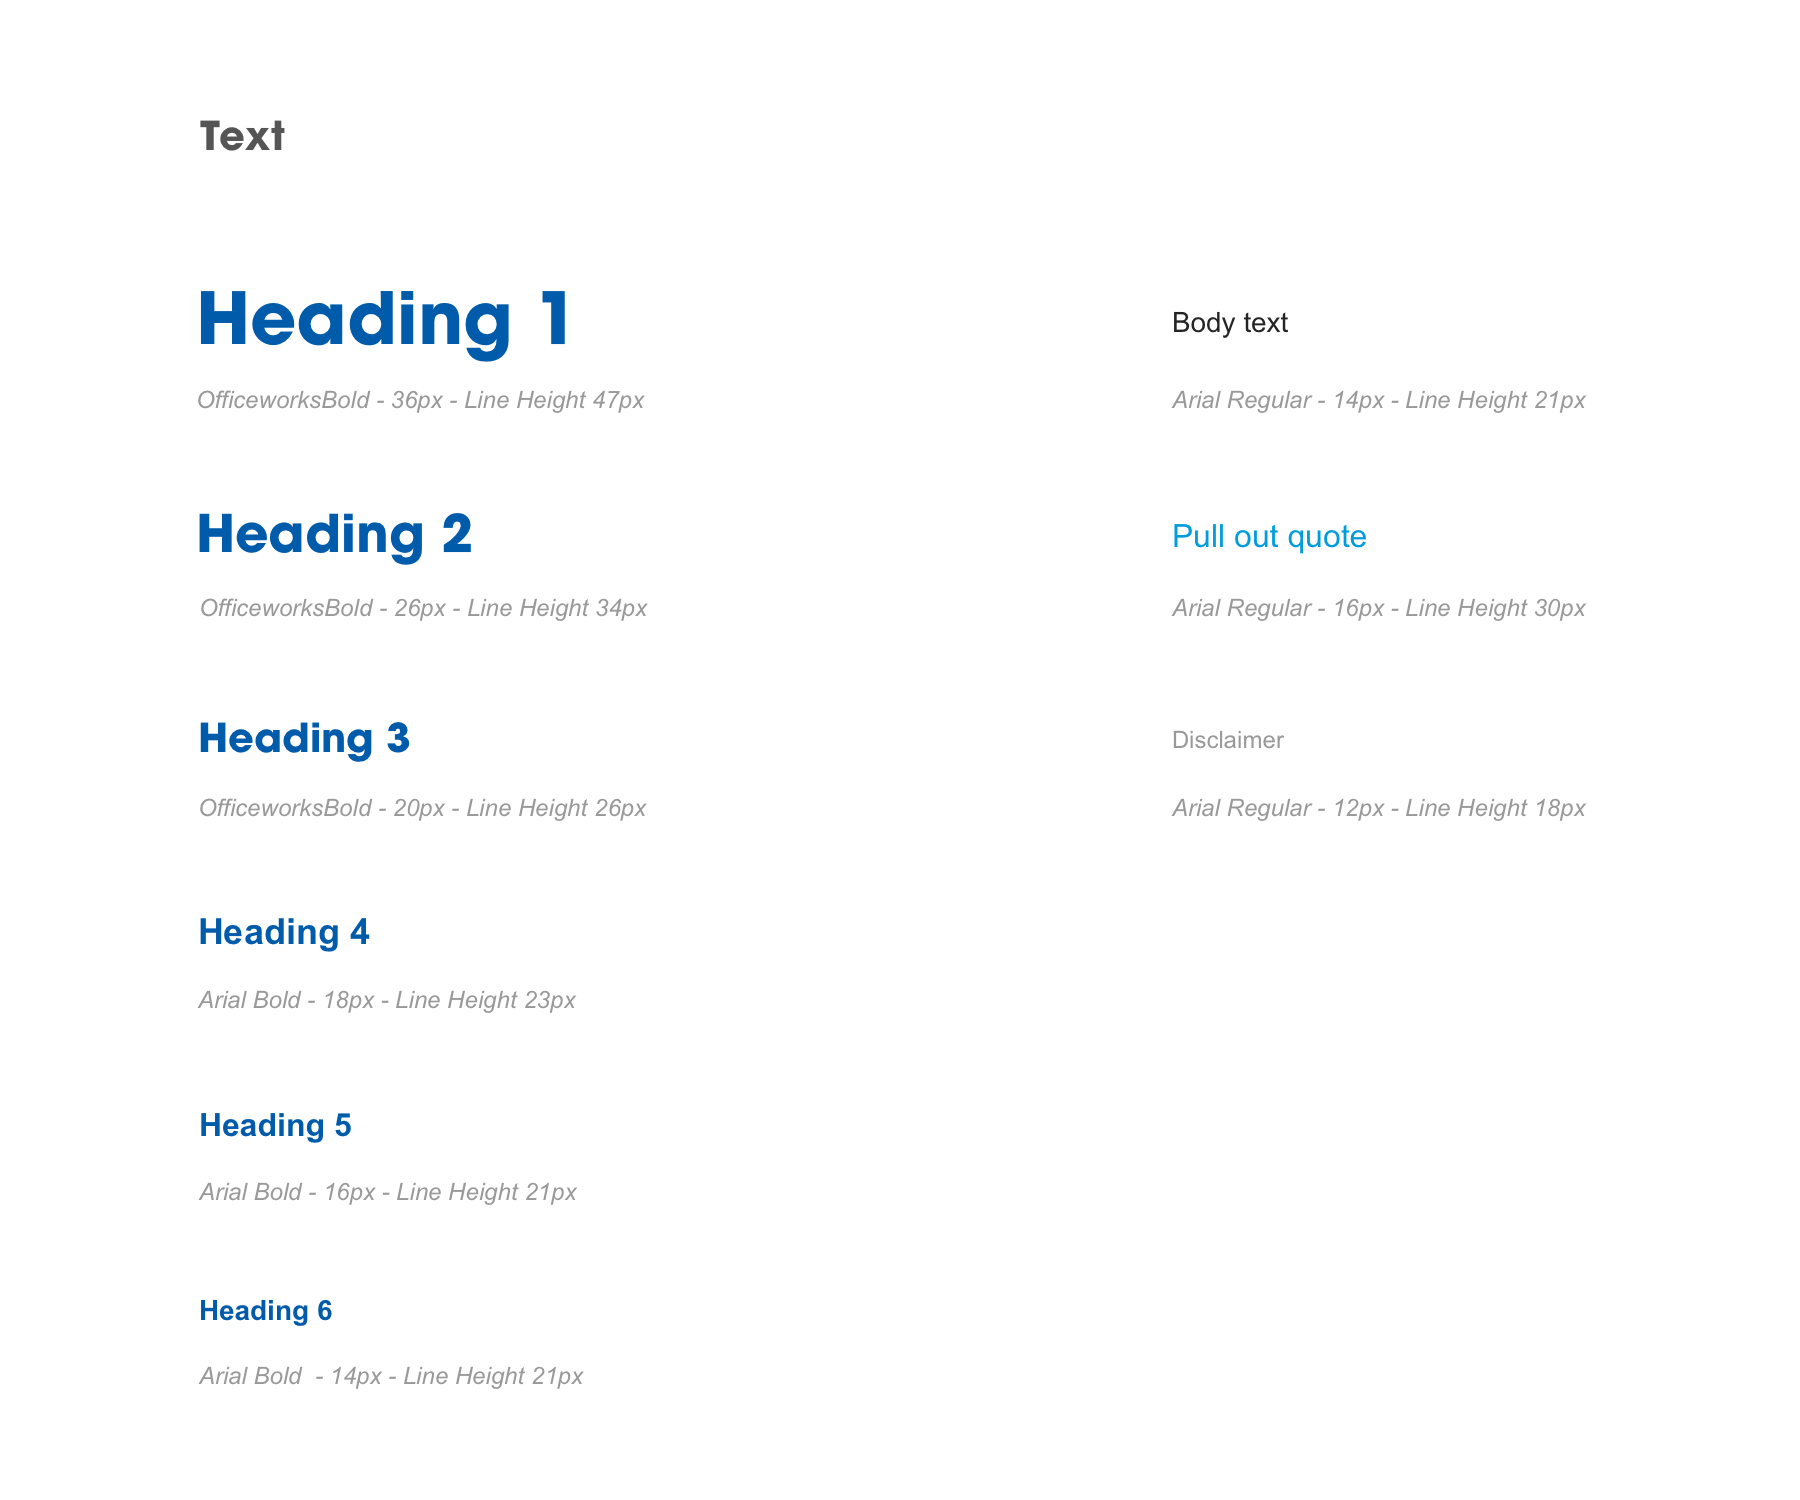 Text
Heading 1
OfficeworksBold - 36px - Line Height 47px
Heading 2
OfficeworksBold - 26px - Line Height 34px
Heading 3
OfficeworksBold - 20px - Line Height 26px
Heading 4
Arial Bold - 18px - Line Height 23px
Heading 5
Arial Bold - 16px - Line Height 21px
Heading 6
Arial Bold  - 14px - Line Height 21px
Body text
Arial Regular - 14px - Line Height 21px
Pull out quote
Arial Regular - 16px - Line Height 30px
Disclaimer
Arial Regular - 12px - Line Height 18px